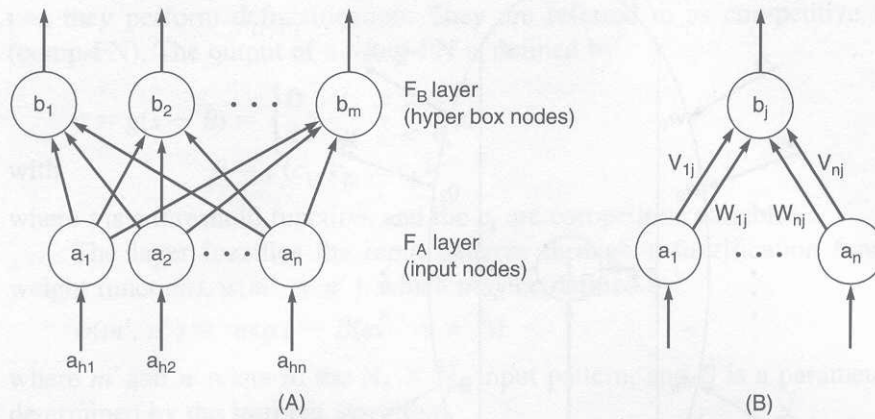 b1 b2 bm
FB layer
(hyper box nodes)
a1 a2 an
FA layer
(input nodes)
ah1 ah2 ahn
(A)
bj
V1j Vnj
W1j Wnj
a1 an
(B)